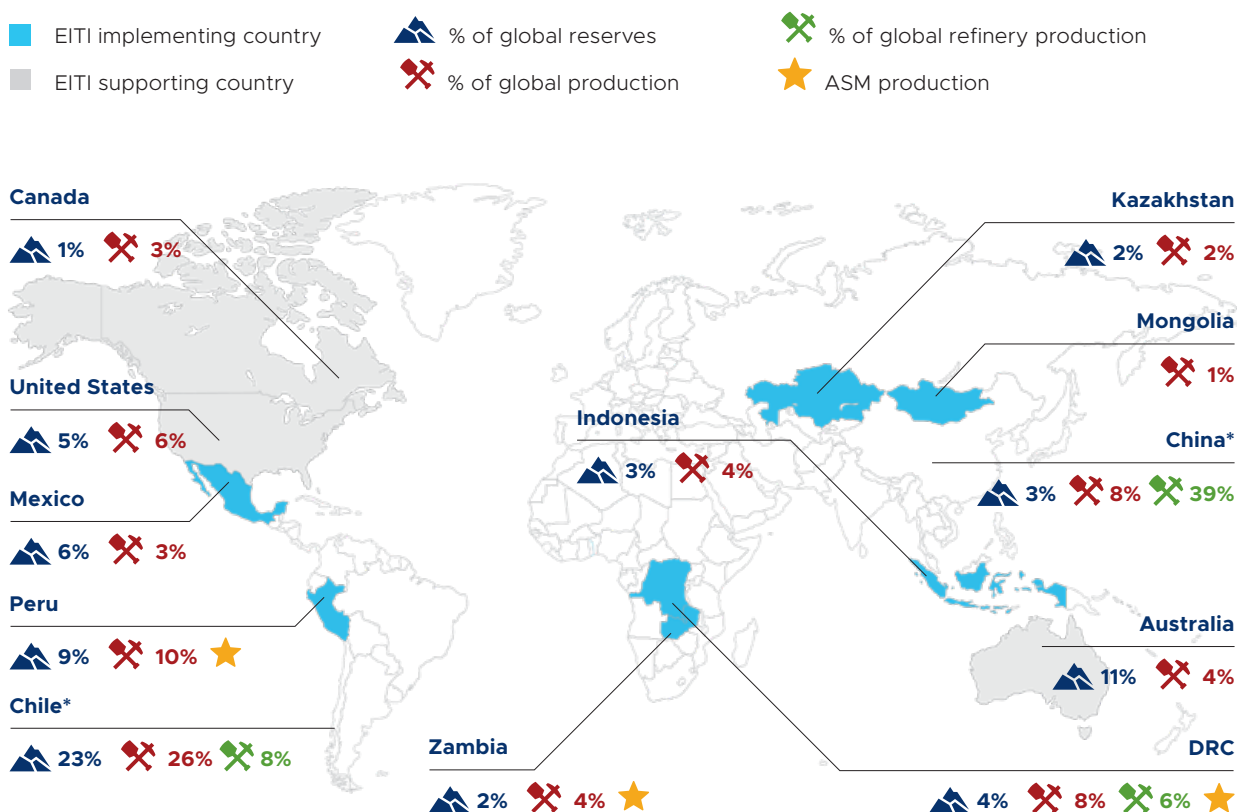 EITI implementing country
% of global reserves
% of global refinery production
EITI supporting country
% of global production
ASM production
Canada
1% 3%
Kazakhstan
2% 2%
Mongolia
1%
United States
5% 6%
Indonesia
3% 4%
China*
3% 8% 39%
Mexico
6% 3%
Peru
9% 10%
Australia
11% 4%
Chile*
23% 26% 8%
Zambia
2% 4%
DRC
4% 8% 6%